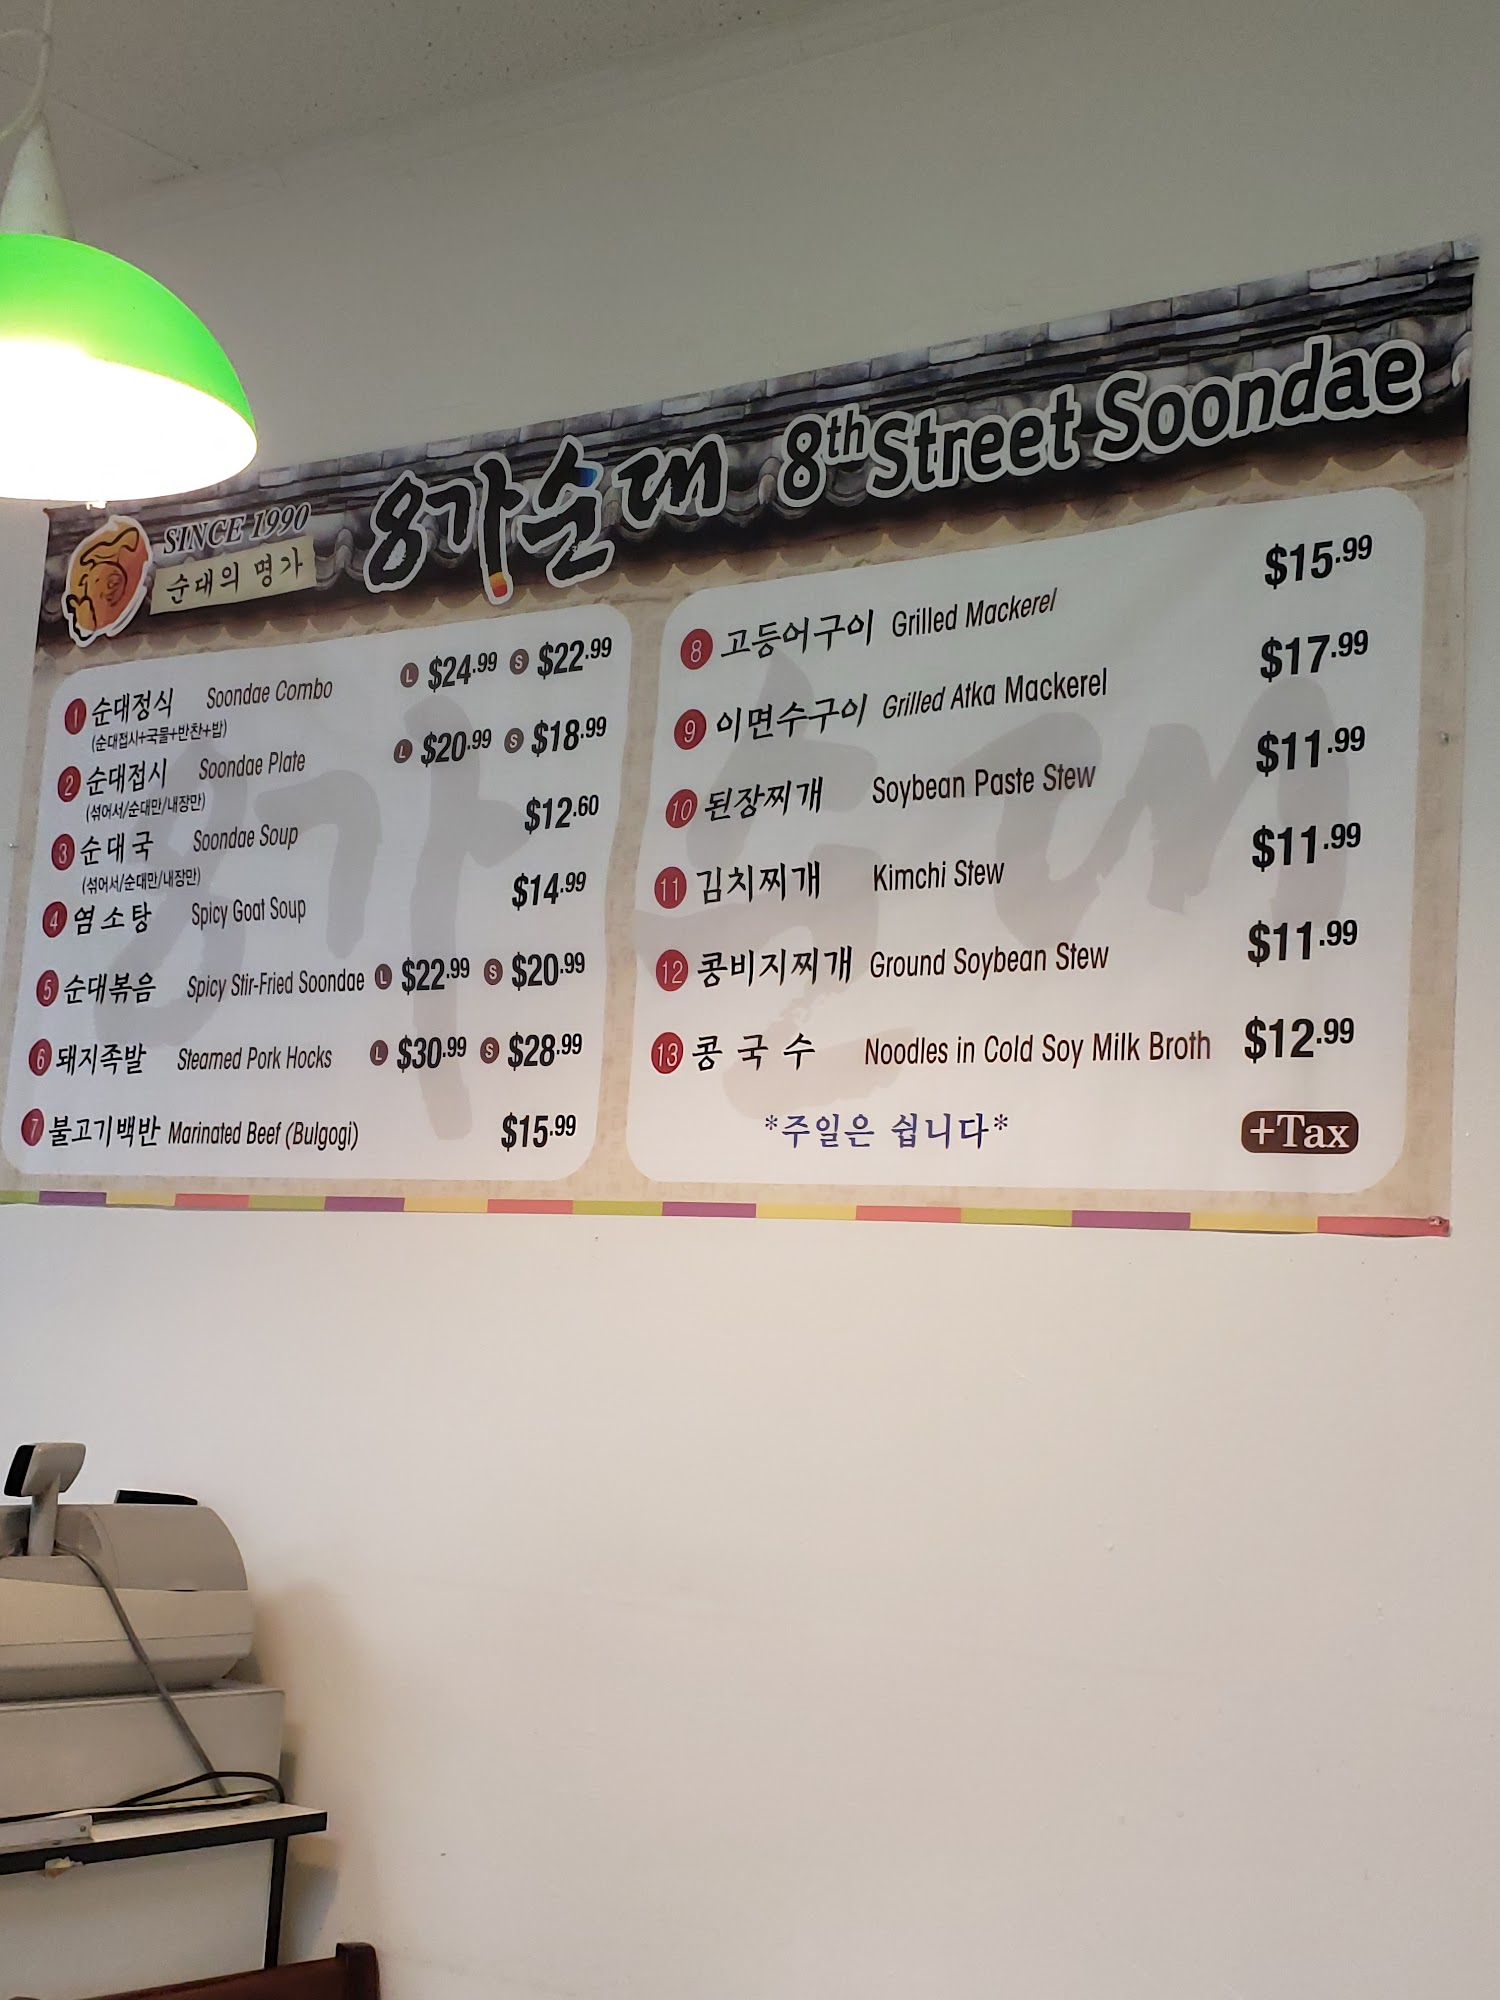 SINCE 1990
순대의 명가
8가순대 8th Street Soondae
1 순대정식 Soondae Combo L $24.99 S $22.99
(순대접시+국물+반찬+밥)
2 순대접시 Soondae Plate L $20.99 S $18.99
(섞어서/순대만/내장만)
3 순대국 Soondae Soup $12.60
(섞어서/순대만/내장만)
4 염소탕 Spicy Goat Soup $14.99
5 순대볶음 Spicy Stir-Fried Soondae L $22.99 S $20.99
6 돼지족발 Steamed Pork Hocks L $30.99 S $28.99
7 불고기백반 Marinated Beef (Bulgogi) $15.99
8 고등어구이 Grilled Mackerel $15.99
9 이면수구이 Grilled Atka Mackerel $17.99
10 된장찌개 Soybean Paste Stew $11.99
11 김치찌개 Kimchi Stew $11.99
12 콩비지찌개 Ground Soybean Stew $11.99
13 콩국수 Noodles in Cold Soy Milk Broth $12.99
*주일은 쉽니다* +Tax